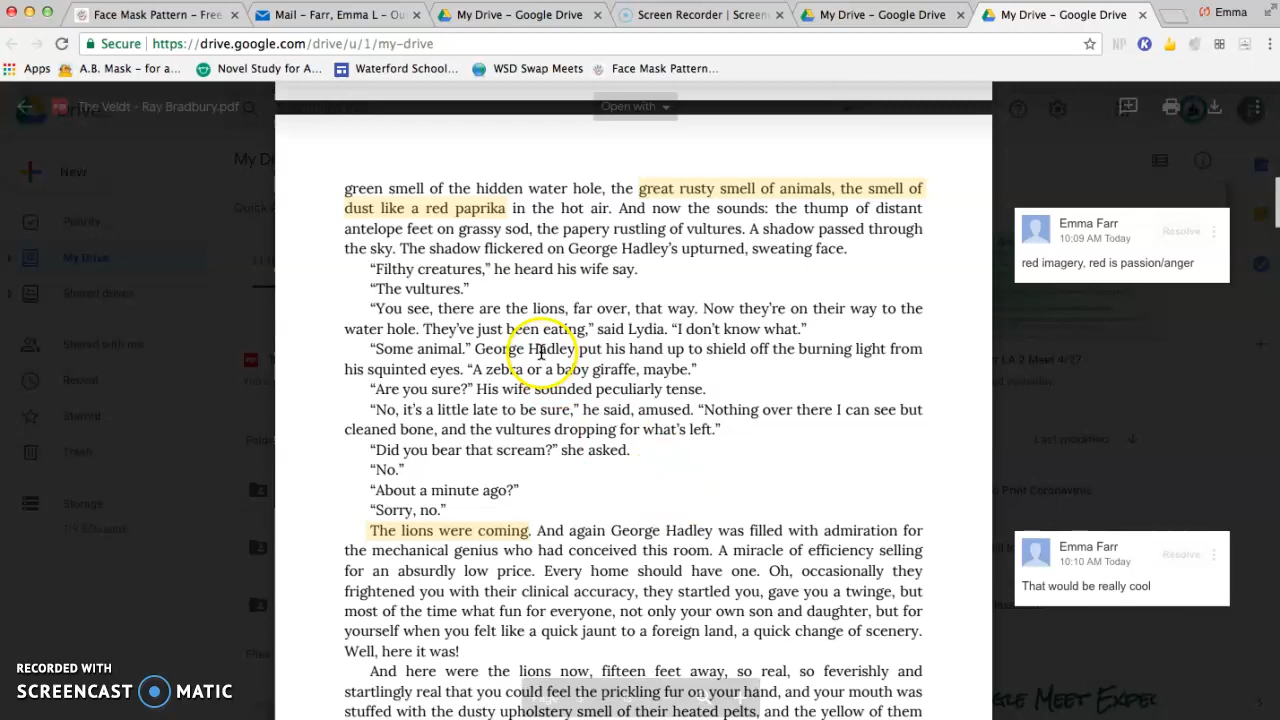 Face Mask Pattern – Free
Mail – Farr, Emma L – Ou
My Drive – Google Drive
Screen Recorder | Screen
My Drive – Google Drive
My Drive – Google Drive
Emma
Secure
https://drive.google.com/drive/u/1/my-drive
Apps
A.B. Mask – for a...
Novel Study for A...
Waterford School...
WSD Swap Meets
Face Mask Pattern...
The Veldt - Ray Bradbury.pdf
Open with
New
My D
Priority
My Drive
Shared drives
Shared with me
Recent
Starred
Trash
Storage
green smell of the hidden water hole, the great rusty smell of animals, the smell of
dust like a red paprika in the hot air. And now the sounds: the thump of distant
antelope feet on grassy sod, the papery rustling of vultures. A shadow passed through
the sky. The shadow flickered on George Hadley’s upturned, sweating face.
“Filthy creatures,” he heard his wife say.
“The vultures.”
“You see, there are the lions, far over, that way. Now they’re on their way to the
water hole. They’ve just been eating,” said Lydia. “I don’t know what.”
“Some animal.” George Hadley put his hand up to shield off the burning light from
his squinted eyes. “A zebra or a baby giraffe, maybe.”
“Are you sure?” His wife sounded peculiarly tense.
“No, it’s a little late to be sure,” he said, amused. “Nothing over there I can see but
cleaned bone, and the vultures dropping for what’s left.”
“Did you bear that scream?” she asked.
“No.”
“About a minute ago?”
“Sorry, no.”
The lions were coming. And again George Hadley was filled with admiration for
the mechanical genius who had conceived this room. A miracle of efficiency selling
for an absurdly low price. Every home should have one. Oh, occasionally they
frightened you with their clinical accuracy, they startled you, gave you a twinge, but
most of the time what fun for everyone, not only your own son and daughter, but for
yourself when you felt like a quick jaunt to a foreign land, a quick change of scenery.
Well, here it was!
And here were the lions now, fifteen feet away, so real, so feverishly and
startlingly real that you could feel the prickling fur on your hand, and your mouth was
stuffed with the dusty upholstery smell of their heated pelts, and the yellow of them
Emma Farr
Resolve
10:09 AM Today
red imagery, red is passion/anger
Emma Farr
Resolve
10:10 AM Today
That would be really cool
Last modified
RECORDED WITH
SCREENCAST MATIC